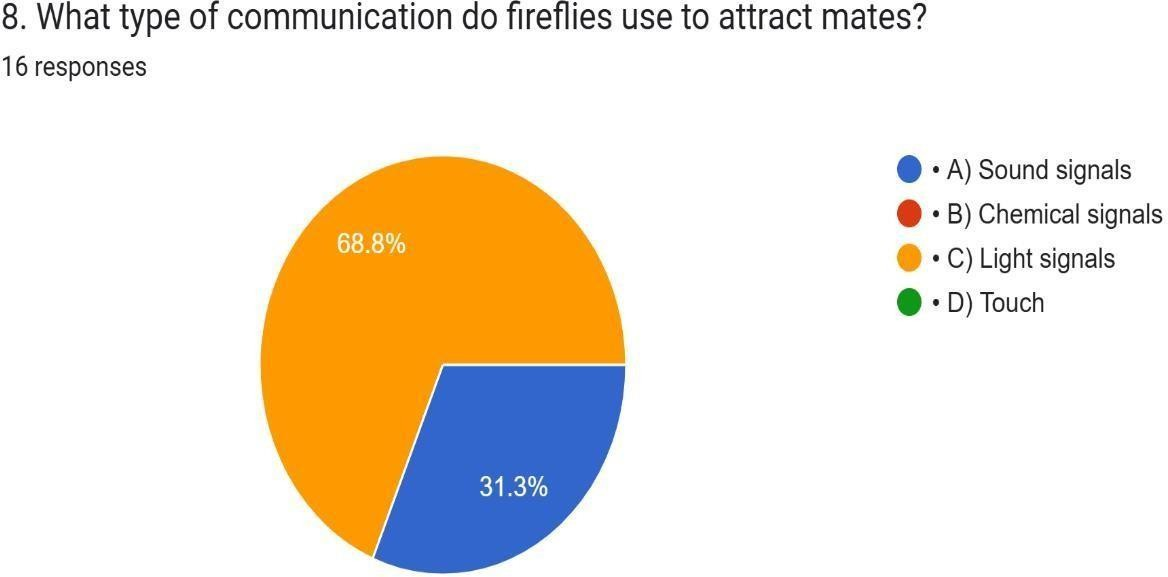 8. What type of communication do fireflies use to attract mates?
16 responses
68.8%
31.3%
• A) Sound signals
• B) Chemical signals
• C) Light signals
• D) Touch